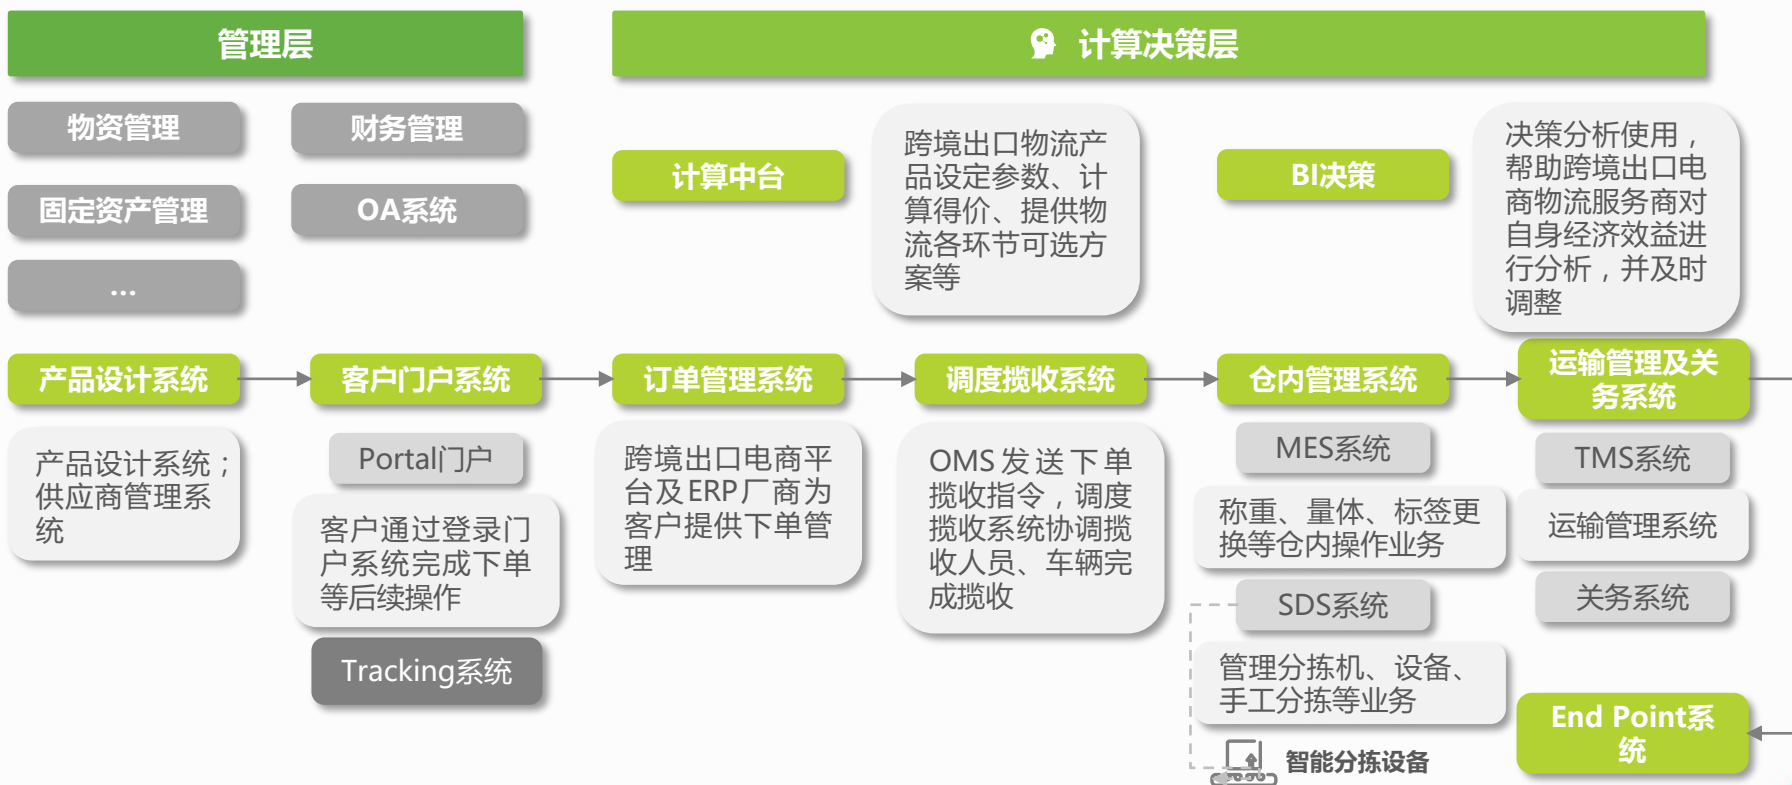 管理层
计算决策层
物资管理
财务管理
固定资产管理
OA系统
...
计算中台
跨境出口物流产
品设定参数、计
算得价、提供物
流各环节可选方
案等
BI决策
决策分析使用，
帮助跨境出口电
商物流服务商对
自身经济效益进
行分析，并及时
调整
产品设计系统
客户门户系统
订单管理系统
调度揽收系统
仓内管理系统
运输管理及关
务系统
产品设计系统；
供应商管理系
统
Portal门户
客户通过登录门
户系统完成下单
等后续操作
Tracking系统
跨境出口电商平
台及ERP厂商为
客户提供下单管
理
OMS发送下单
揽收指令，调度
揽收系统协调揽
收人员、车辆完
成揽收
MES系统
称重、量体、标签更
换等仓内操作业务
SDS系统
管理分拣机、设备、
手工分拣等业务
智能分拣设备
TMS系统
运输管理系统
关务系统
End Point系
统